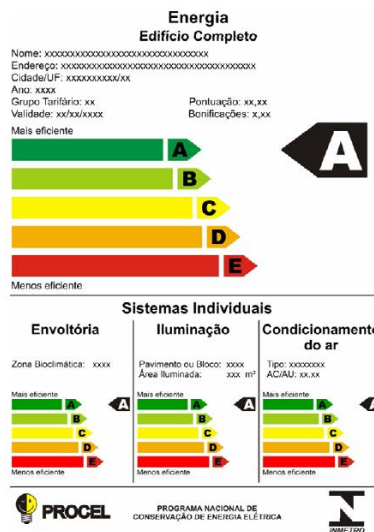 Energia
Edifício Completo
Nome: xxxxxxxxxxxxxxxxxxxxxxxxxxxxxxxx
Endereço: xxxxxxxxxxxxxxxxxxxxxxxxxxxxxxxxxxxxxx
Cidade/UF: xxxxxxxxxx/xx
Ano: xxxx
Grupo Tarifário: xx Pontuação: xx,xx
Validade: xx/xx/xxxx Bonificações: x,xx
Mais eficiente
A A
B
C
D
E
Menos eficiente
Sistemas Individuais
Envoltória Iluminação Condicionamento do ar
Zona Bioclimática: xxxx
Pavimento ou Bloco: xxxx
Área Iluminada: xxx m²
Tipo: xxxxxxxx
AC/AU: xx,xx
Mais eficiente Mais eficiente Mais eficiente
A A A A A A
B B B
C C C
D D D
E E E
Menos eficiente Menos eficiente Menos eficiente
PROCEL
PROGRAMA NACIONAL DE
CONSERVAÇÃO DE ENERGIA ELÉTRICA
INMETRO